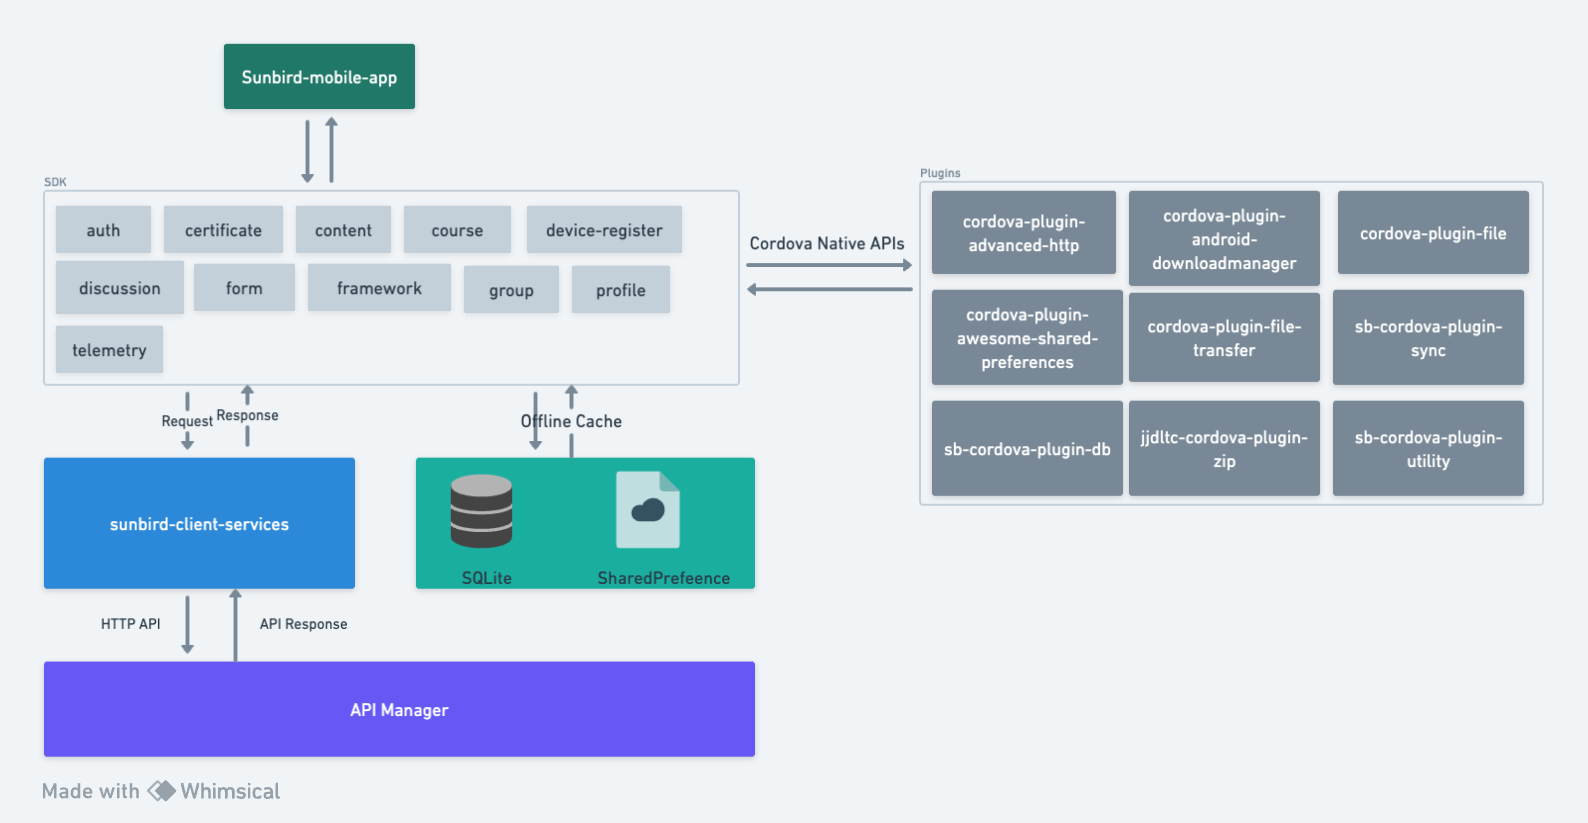 Sunbird-mobile-app
SDK
auth
certificate
content
course
device-register
discussion
form
framework
group
profile
telemetry
Cordova Native APIs
Plugins
cordova-plugin-
advanced-http
cordova-plugin-
android-
downloadmanager
cordova-plugin-file
cordova-plugin-
awesome-shared-
preferences
cordova-plugin-file-
transfer
sb-cordova-plugin-
sync
sb-cordova-plugin-db
jjdltc-cordova-plugin-
zip
sb-cordova-plugin-
utility
Request
Response
Offline Cache
sunbird-client-services
SQLite
SharedPrefeence
HTTP API
API Response
API Manager
Made with Whimsical